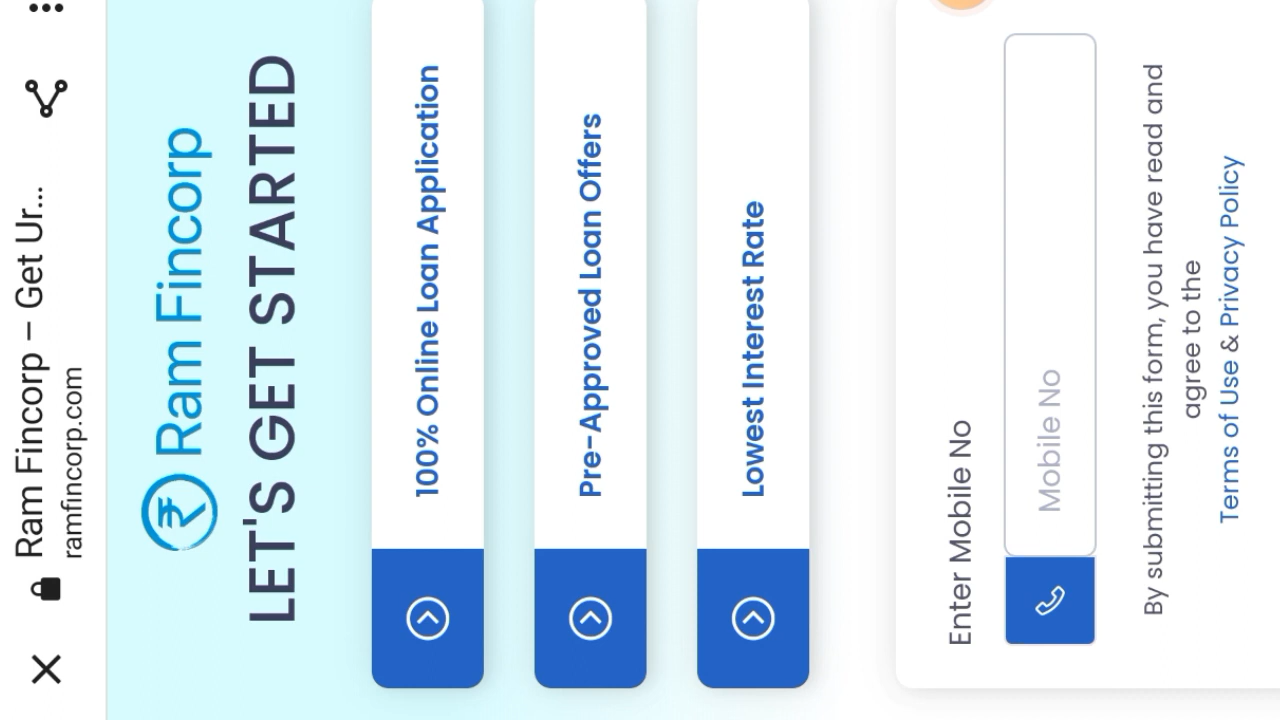 Ram Fincorp – Get Ur...
ramfincorp.com
Ram Fincorp
LET'S GET STARTED
100% Online Loan Application
Pre-Approved Loan Offers
Lowest Interest Rate
Enter Mobile No
Mobile No
By submitting this form, you have read and
agree to the
Terms of Use & Privacy Policy